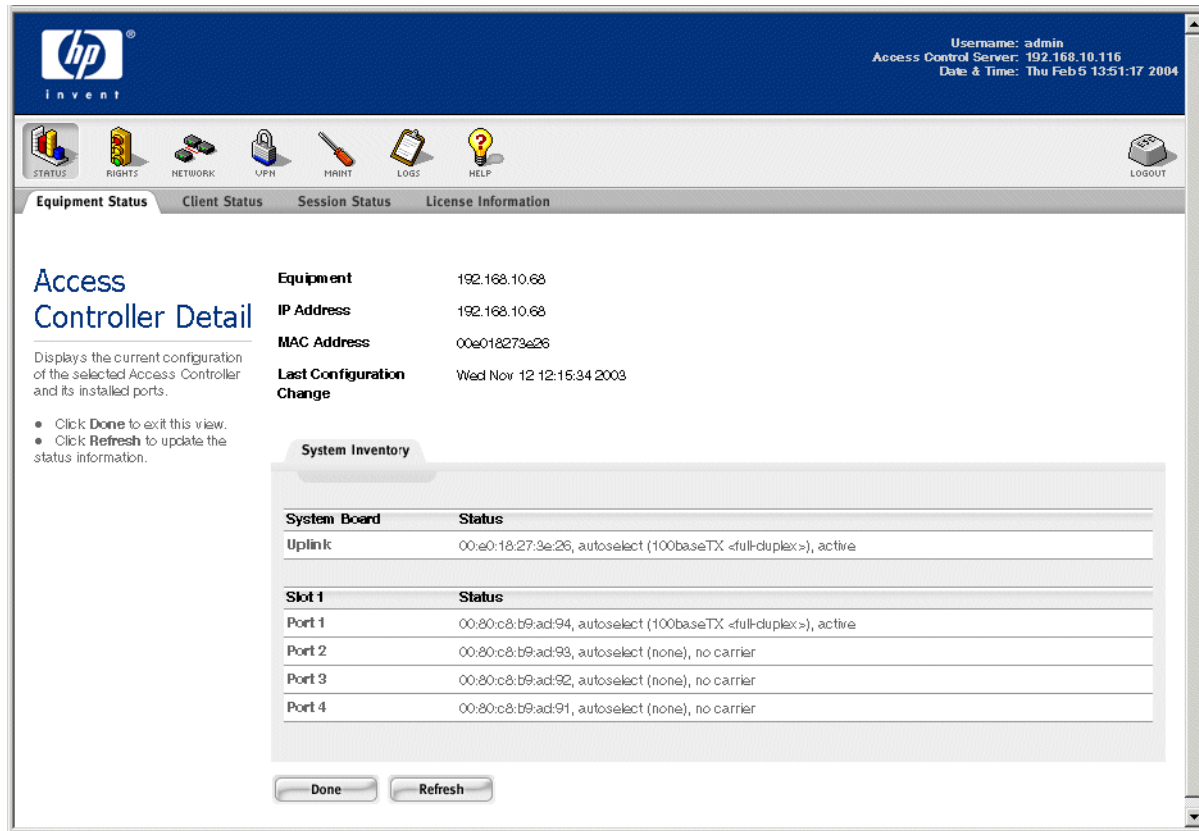 hp ®
invent
Username: admin
Access Control Server: 192.168.10.116
Date & Time: Thu Feb 5 13:51:17 2004
STATUS RIGHTS NETWORK VPN MAINT LOGS HELP LOGOUT
Equipment Status Client Status Session Status License Information
Access
Controller Detail
Displays the current configuration
of the selected Access Controller
and its installed ports.
● Click Done to exit this view.
● Click Refresh to update the
status information.
Equipment 192.168.10.68
IP Address 192.168.10.68
MAC Address 00e018273e26
Last Configuration Wed Nov 12 12:15:34 2003
Change
System Inventory
System Board Status
Uplink 00:e0:18:27:3e:26, autoselect (100baseTX <full-duplex>), active
Slot 1 Status
Port 1 00:80:c8:b9:ad:94, autoselect (100baseTX <full-duplex>), active
Port 2 00:80:c8:b9:ad:93, autoselect (none), no carrier
Port 3 00:80:c8:b9:ad:92, autoselect (none), no carrier
Port 4 00:80:c8:b9:ad:91, autoselect (none), no carrier
Done Refresh